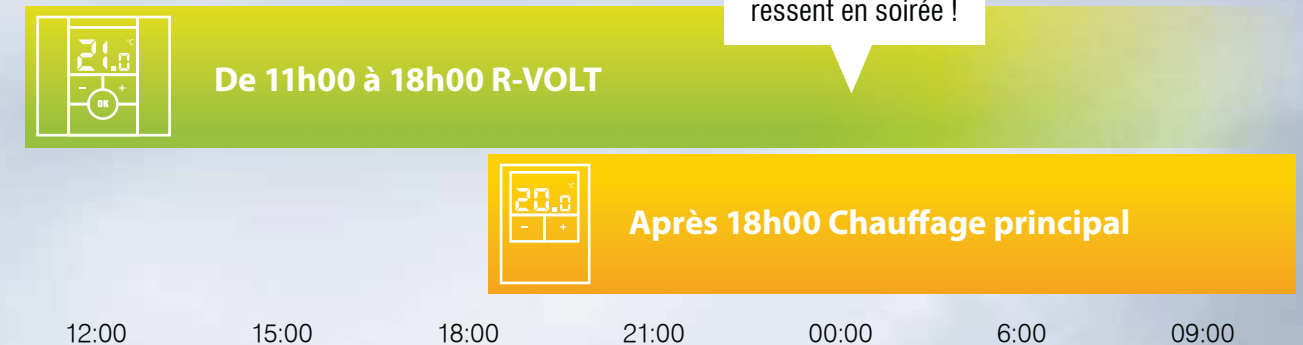 ressent en soirée !
21.0 °C
- +
OK
De 11h00 à 18h00 R-VOLT
20.0 °C
- +
Après 18h00 Chauffage principal
12:00 15:00 18:00 21:00 00:00 6:00 09:00